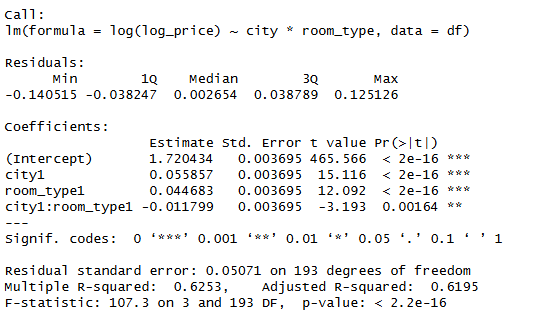 Call:
lm(formula = log(log_price) ~ city * room_type, data = df)
Residuals:
Min 1Q Median 3Q Max
-0.140515 -0.038247 0.002654 0.038789 0.125126
Coefficients:
Estimate Std. Error t value Pr(>|t|)
(Intercept) 1.720434 0.003695 465.566 < 2e-16 ***
city1 0.055857 0.003695 15.116 < 2e-16 ***
room_type1 0.044683 0.003695 12.092 < 2e-16 ***
city1:room_type1 -0.011799 0.003695 -3.193 0.00164 **
---
Signif. codes: 0 ‘***’ 0.001 ‘**’ 0.01 ‘*’ 0.05 ‘.’ 0.1 ‘ ’ 1
Residual standard error: 0.05071 on 193 degrees of freedom
Multiple R-squared: 0.6253, Adjusted R-squared: 0.6195
F-statistic: 107.3 on 3 and 193 DF, p-value: < 2.2e-16